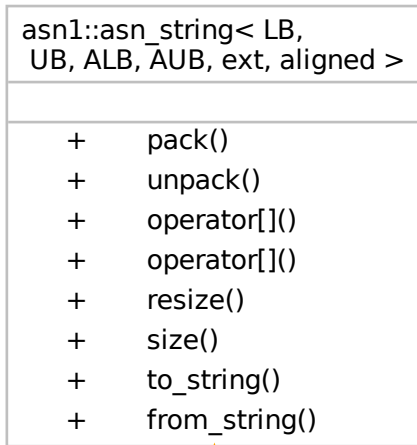 asn1::asn_string< LB,
UB, ALB, AUB, ext, aligned >
+ pack()
+ unpack()
+ operator[]()
+ operator[]()
+ resize()
+ size()
+ to_string()
+ from_string()